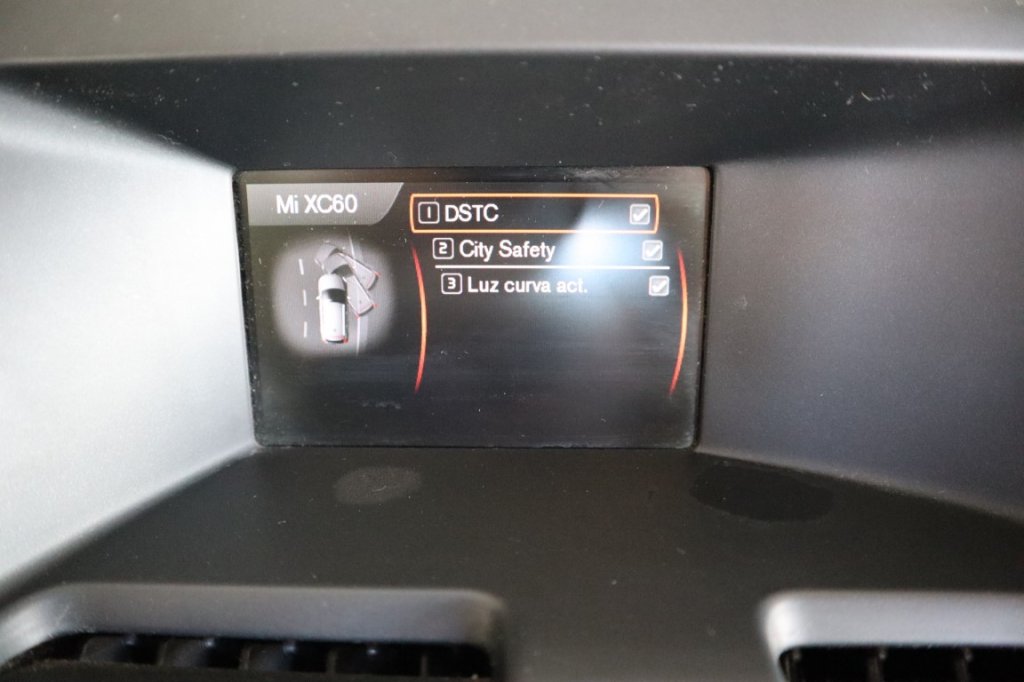 Mi XC60
1 DSTC
2 City Safety
3 Luz curva act.